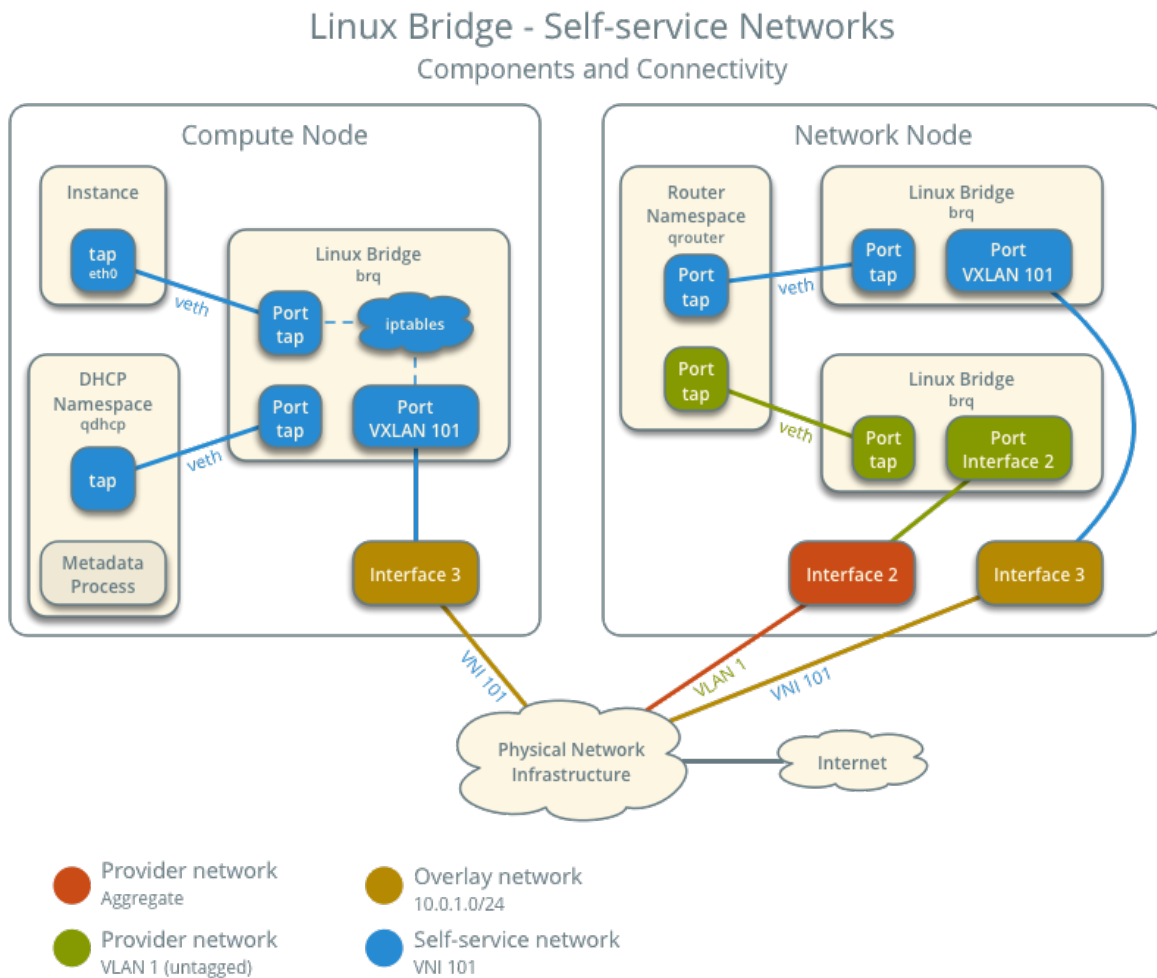 Linux Bridge - Self-service Networks
Components and Connectivity
Compute Node
Instance
tap
eth0
veth
Linux Bridge
brq
Port
tap
iptables
DHCP
Namespace
qdhcp
tap
veth
Port
tap
Port
VXLAN 101
Metadata
Process
Interface 3
Network Node
Router
Namespace
qrouter
Port
tap
veth
Linux Bridge
brq
Port
tap
Port
VXLAN 101
Port
tap
veth
Linux Bridge
brq
Port
tap
Port
Interface 2
Interface 2
Interface 3
VNI 101
VLAN 1
VNI 101
Physical Network
Infrastructure
Internet
Provider network
Aggregate
Overlay network
10.0.1.0/24
Provider network
VLAN 1 (untagged)
Self-service network
VNI 101